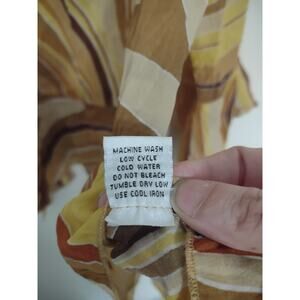 MACHINE WASH
LOW CYCLE
COLD WATER
DO NOT BLEACH
TUMBLE DRY LOW
USE COOL IRON